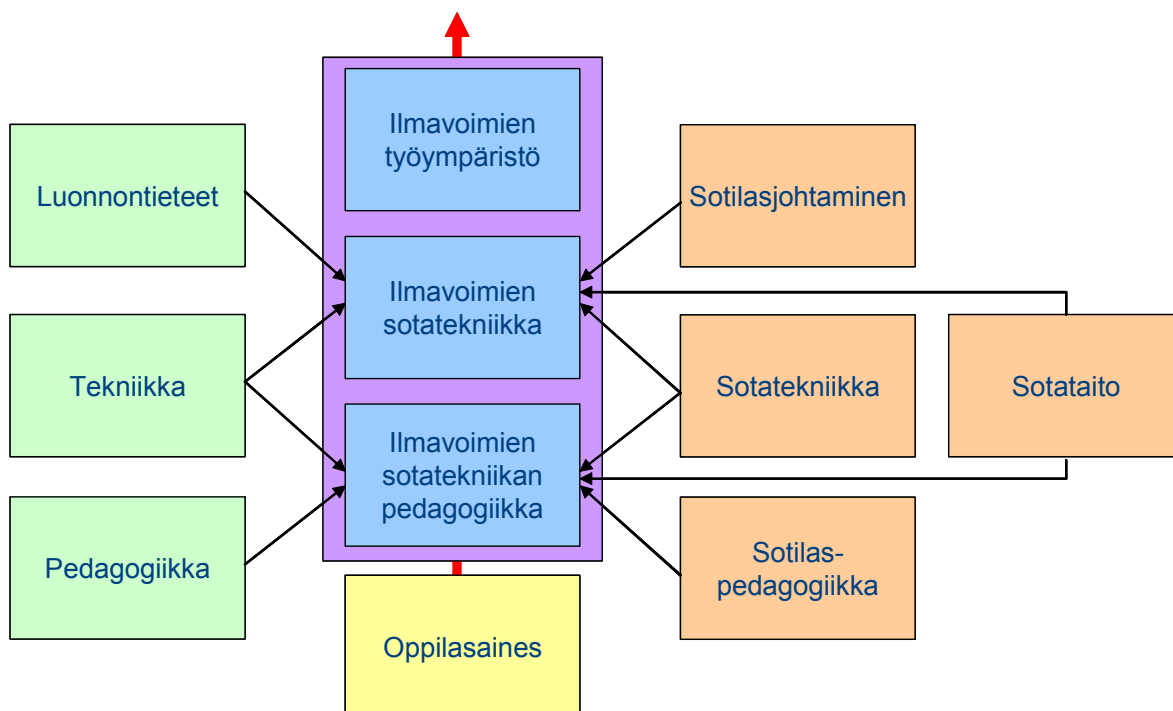 Ilmavoimien
työympäristö
Luonnontieteet
Sotilasjohtaminen
Ilmavoimien
sotatekniikka
Tekniikka
Sotatekniikka
Sotataito
Ilmavoimien
sotatekniikan
pedagogiikka
Pedagogiikka
Sotilas-
pedagogiikka
Oppilasaines